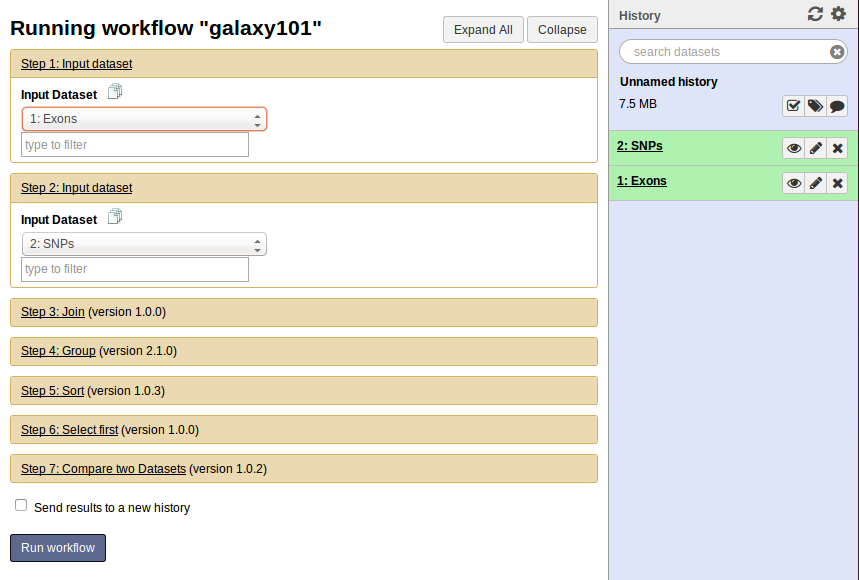 Running workflow "galaxy101"
Expand All
Collapse
Step 1: Input dataset
Input Dataset
1: Exons
type to filter
Step 2: Input dataset
Input Dataset
2: SNPs
type to filter
Step 3: Join (version 1.0.0)
Step 4: Group (version 2.1.0)
Step 5: Sort (version 1.0.3)
Step 6: Select first (version 1.0.0)
Step 7: Compare two Datasets (version 1.0.2)
Send results to a new history
Run workflow
History
search datasets
Unnamed history
7.5 MB
2: SNPs
1: Exons